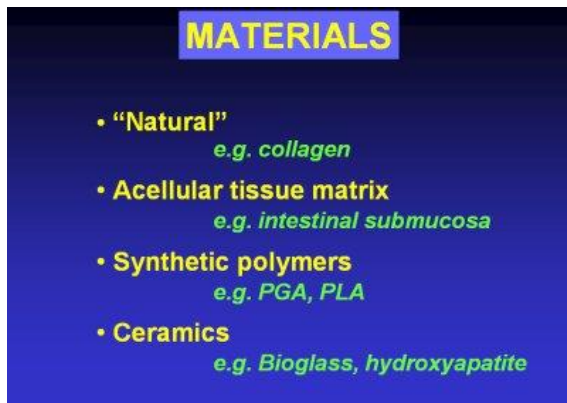 MATERIALS
• “Natural”
e.g. collagen
• Acellular tissue matrix
e.g. intestinal submucosa
• Synthetic polymers
e.g. PGA, PLA
• Ceramics
e.g. Bioglass, hydroxyapatite